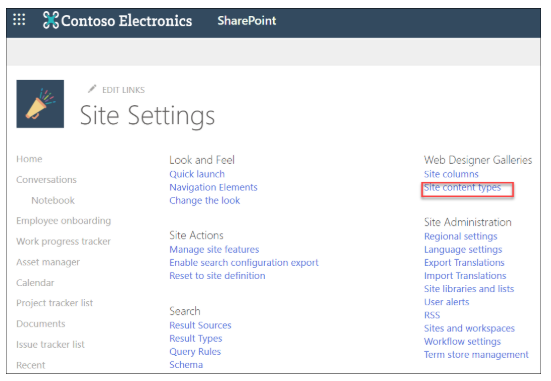 Contoso Electronics SharePoint
EDIT LINKS
Site Settings
Home
Conversations
Notebook
Employee onboarding
Work progress tracker
Asset manager
Calendar
Project tracker list
Documents
Issue tracker list
Recent
Look and Feel
Quick launch
Navigation Elements
Change the look
Site Actions
Manage site features
Enable search configuration export
Reset to site definition
Search
Result Sources
Result Types
Query Rules
Schema
Web Designer Galleries
Site columns
Site content types
Site Administration
Regional settings
Language settings
Export Translations
Import Translations
Site libraries and lists
User alerts
RSS
Sites and workspaces
Workflow settings
Term store management